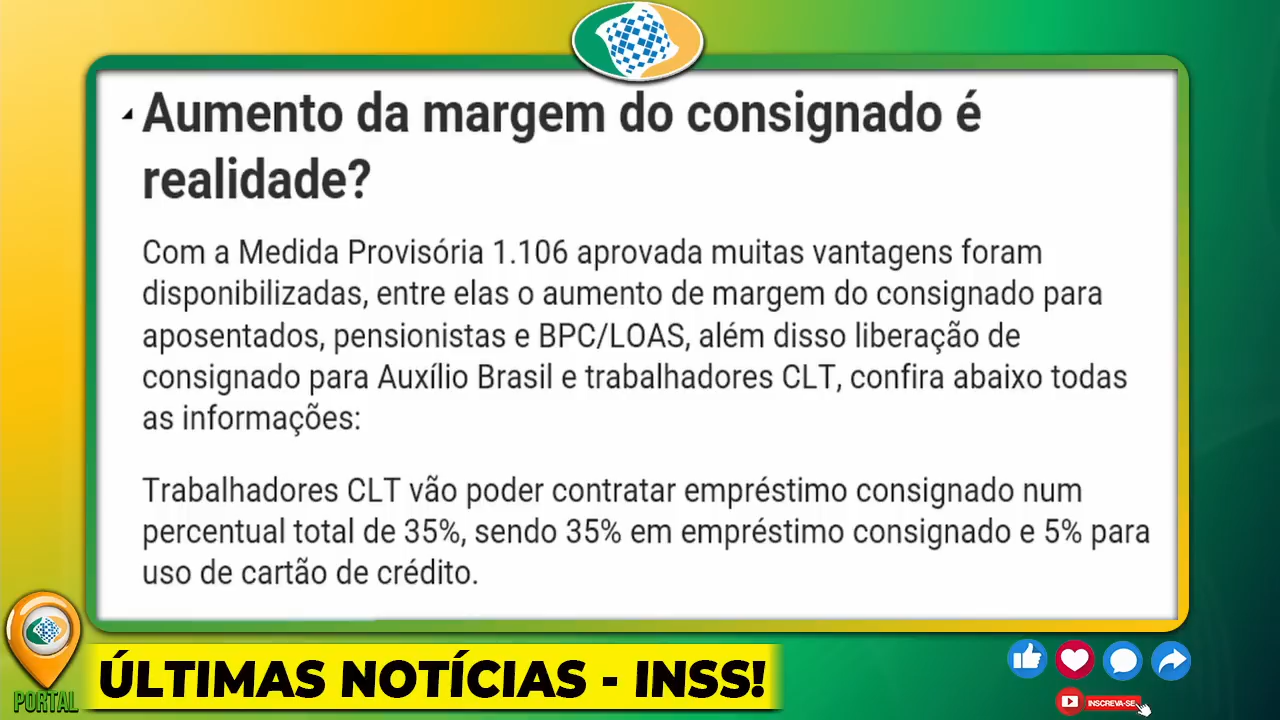 Aumento da margem do consignado é
realidade?
Com a Medida Provisória 1.106 aprovada muitas vantagens foram
disponibilizadas, entre elas o aumento de margem do consignado para
aposentados, pensionistas e BPC/LOAS, além disso liberação de
consignado para Auxílio Brasil e trabalhadores CLT, confira abaixo todas
as informações:
Trabalhadores CLT vão poder contratar empréstimo consignado num
percentual total de 35%, sendo 35% em empréstimo consignado e 5% para
uso de cartão de crédito.
PORTAL
ÚLTIMAS NOTÍCIAS - INSS!
INSCREVA-SE